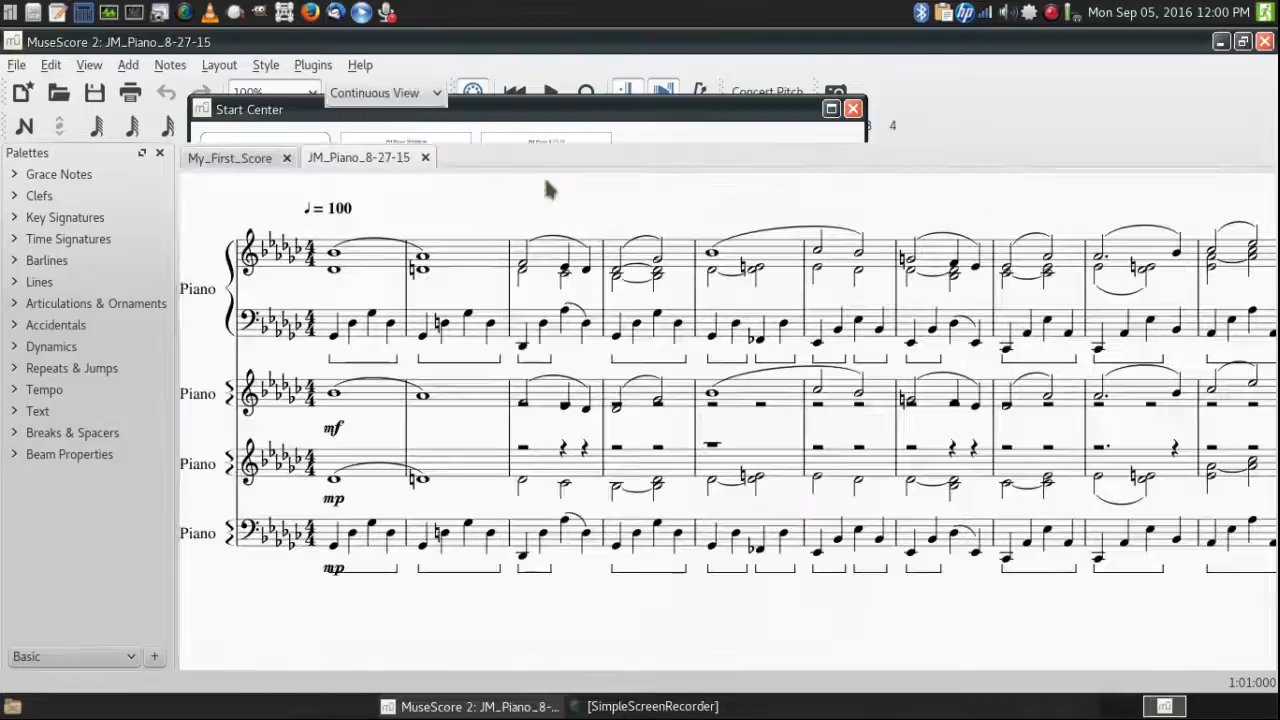 Mon Sep 05, 2016 12:00 PM
MuseScore 2: JM_Piano_8-27-15
File Edit View Add Notes Layout Style Plugins Help
100% Continuous View Concert Pitch
Start Center
4
Palettes
My_First_Score JM_Piano_8-27-15
Grace Notes
Clefs
Key Signatures
Time Signatures
Barlines
Lines
Articulations & Ornaments
Accidentals
Dynamics
Repeats & Jumps
Tempo
Text
Breaks & Spacers
Beam Properties
Basic
= 100
Piano
Piano
mf
Piano
mp
Piano
mp
1:01:000
MuseScore 2: JM_Piano_8-... [SimpleScreenRecorder]